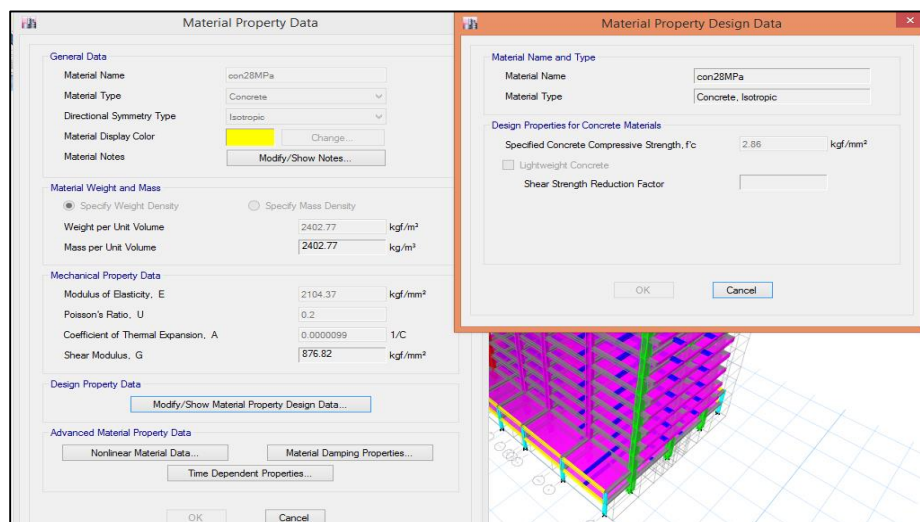 Material Property Data
General Data
Material Name con28MPa
Material Type Concrete
Directional Symmetry Type Isotropic
Material Display Color Change...
Material Notes Modify/Show Notes...
Material Weight and Mass
Specify Weight Density Specify Mass Density
Weight per Unit Volume 2402.77 kgf/m³
Mass per Unit Volume 2402.77 kg/m³
Mechanical Property Data
Modulus of Elasticity, E 2104.37 kgf/mm²
Poisson's Ratio, U 0.2
Coefficient of Thermal Expansion, A 0.0000099 1/C
Shear Modulus, G 876.82 kgf/mm²
Design Property Data
Modify/Show Material Property Design Data...
Advanced Material Property Data
Nonlinear Material Data... Material Damping Properties...
Time Dependent Properties...
OK Cancel
Material Property Design Data
Material Name and Type
Material Name con28MPa
Material Type Concrete, Isotropic
Design Properties for Concrete Materials
Specified Concrete Compressive Strength, f'c 2.86 kgf/mm²
Lightweight Concrete
Shear Strength Reduction Factor
OK Cancel